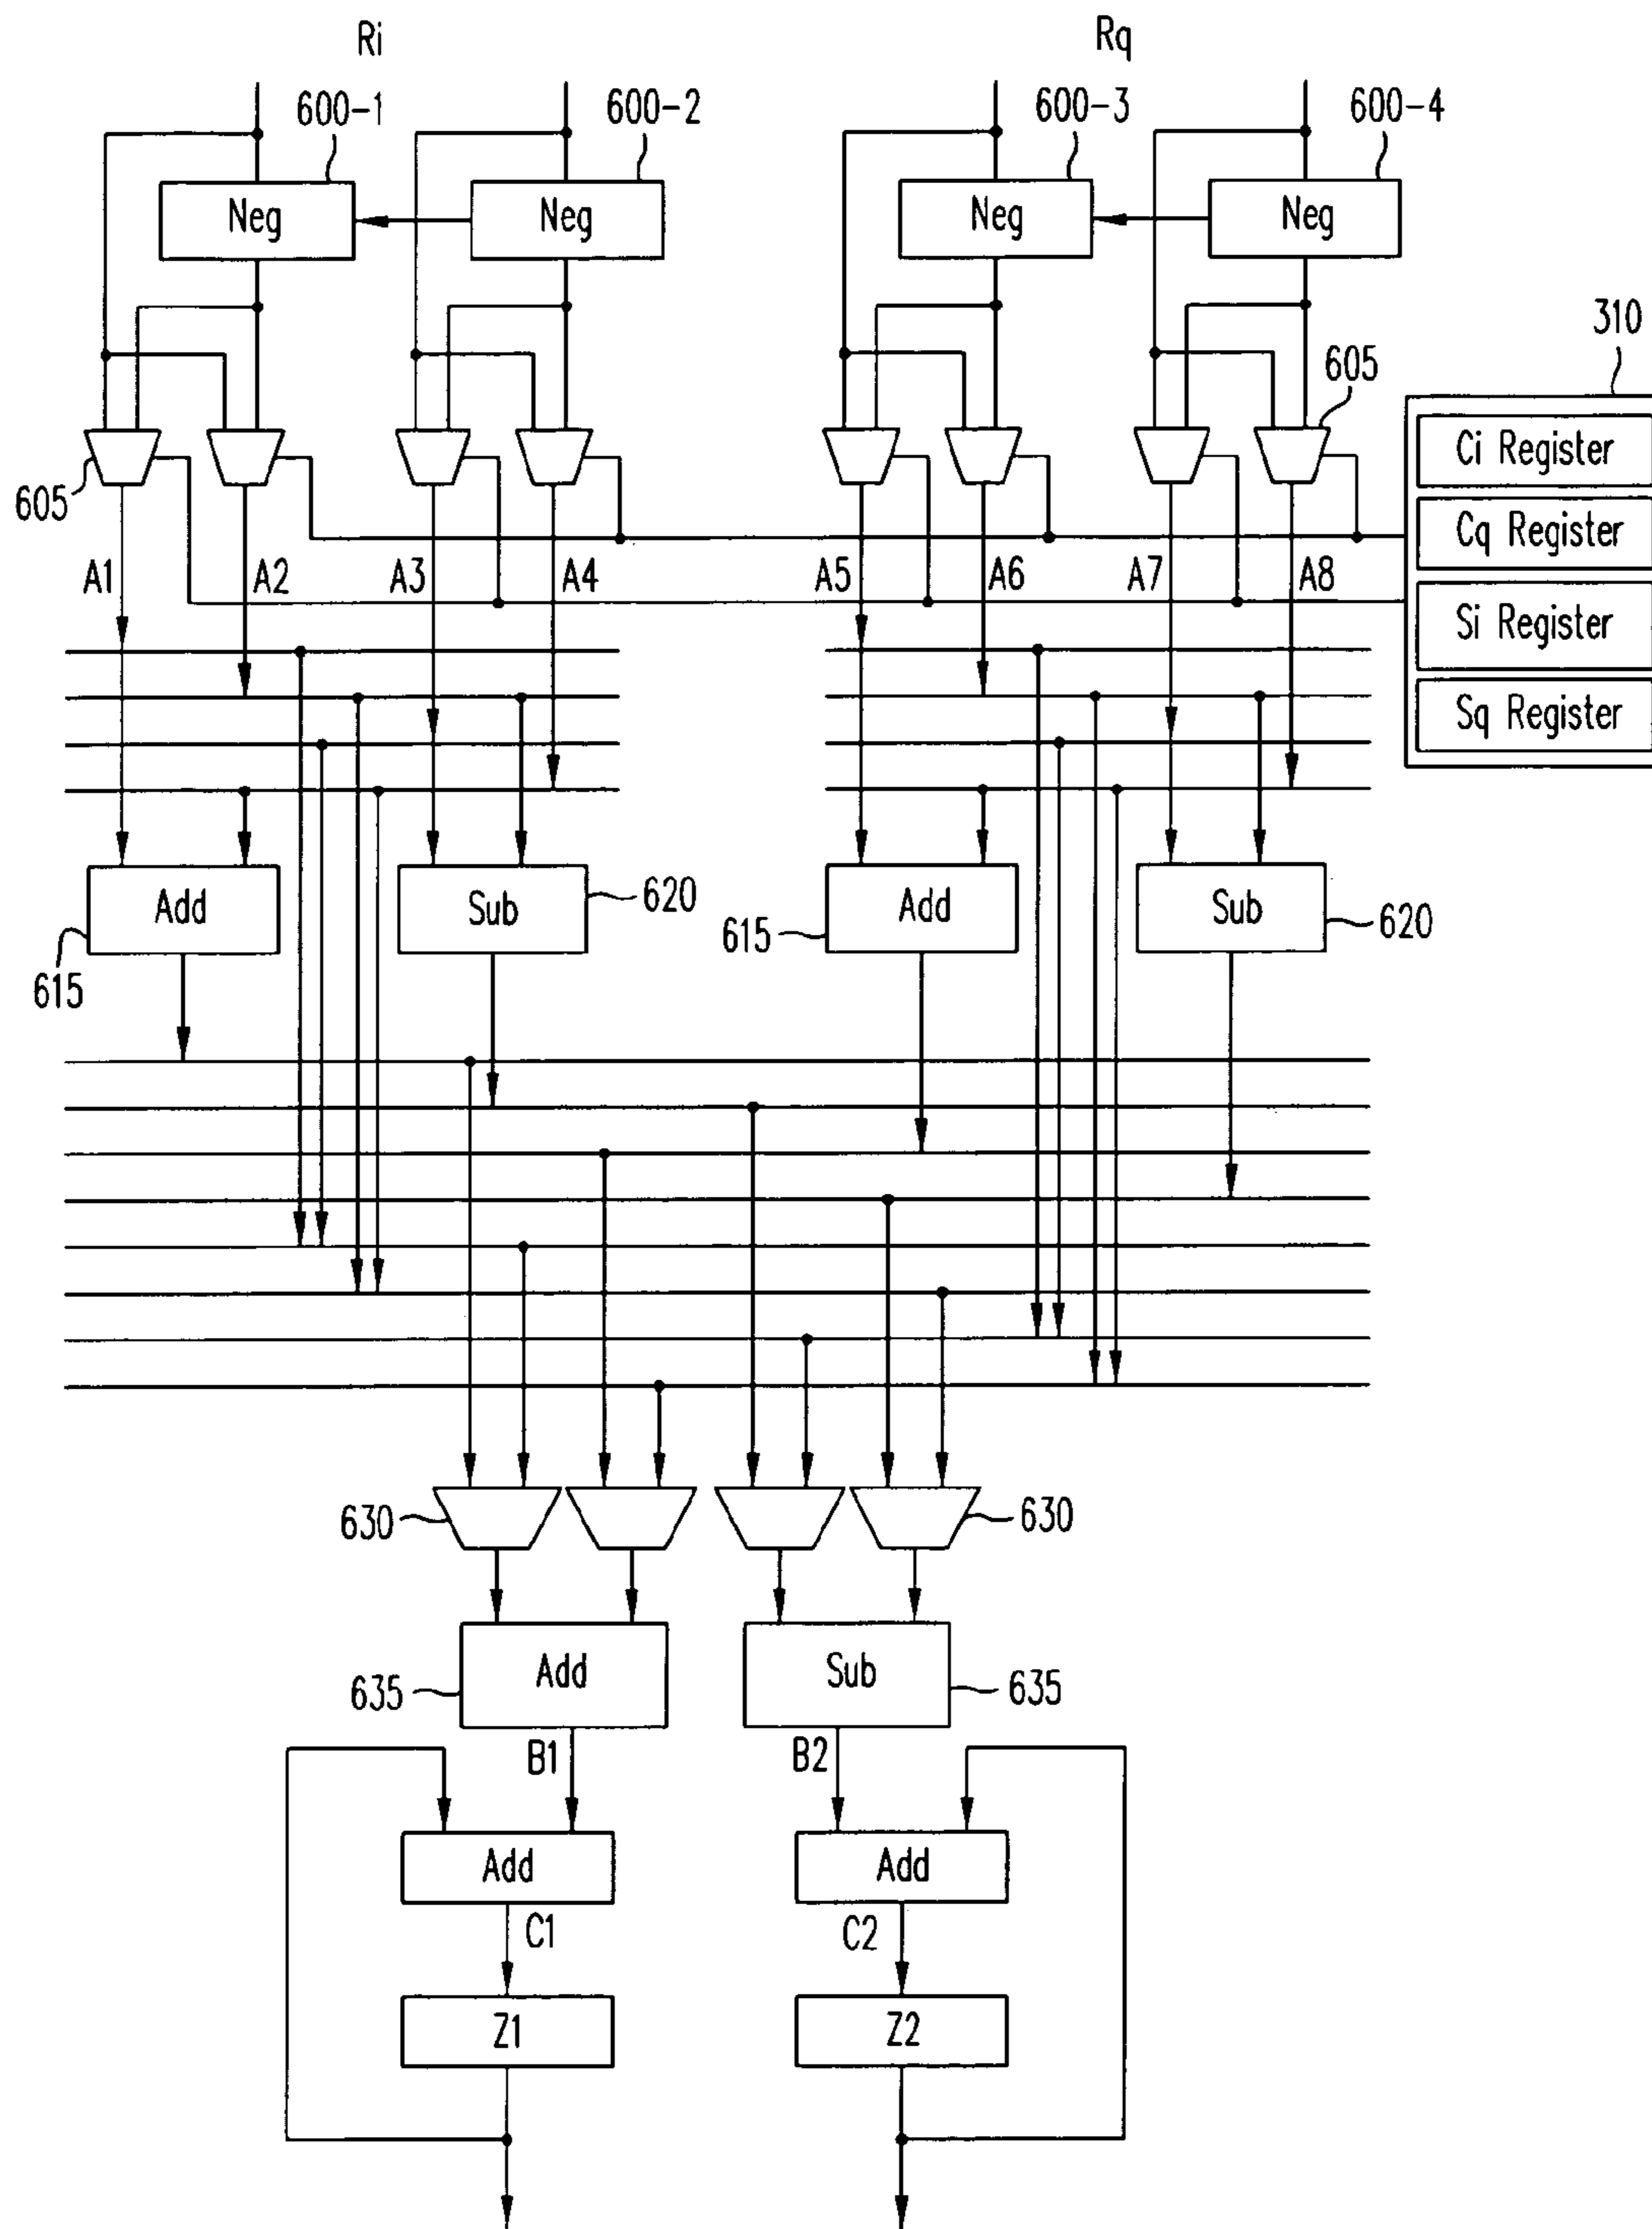 Ri
Rq
600-1
600-2
600-3
600-4
Neg
Neg
Neg
Neg
310
605
605
Ci Register
Cq Register
Si Register
Sq Register
A1
A2
A3
A4
A5
A6
A7
A8
Add
Sub
620
Add
Sub
620
615
615
630
630
Add
Sub
635
635
B1
B2
Add
Add
C1
C2
Z1
Z2